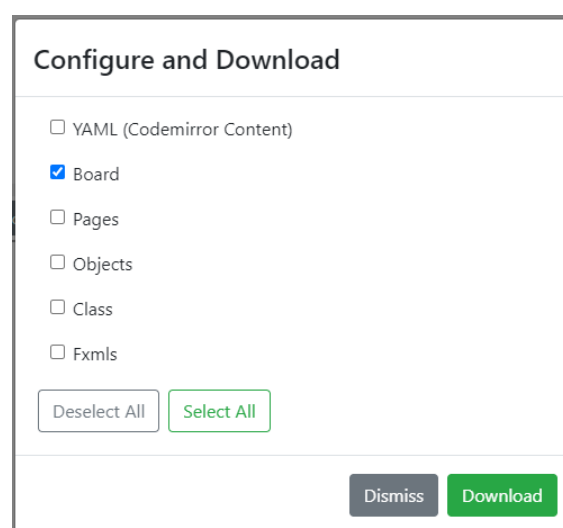 Configure and Download
YAML (Codemirror Content)
Board
Pages
Objects
Class
Fxmls
Deselect All Select All
Dismiss Download